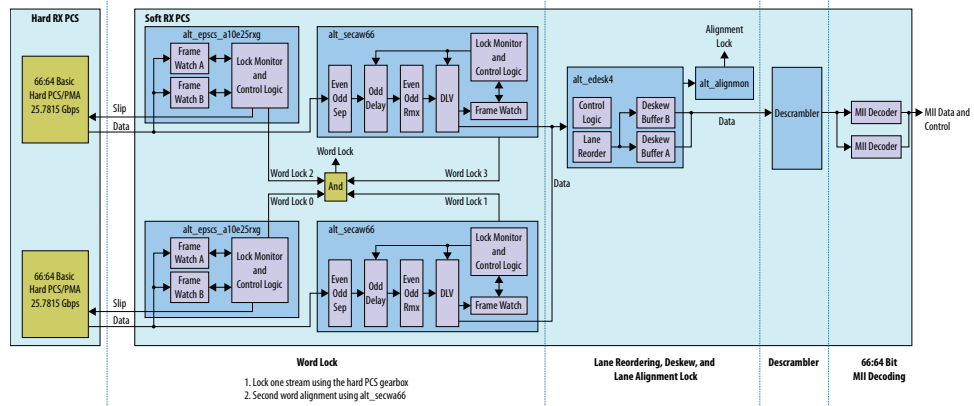 Hard RX PCS
Soft RX PCS
66:64 Basic
Hard PCS/PMA
25.7815 Gbps
Slip
Data
alt_epscs_a10e25rxg
Frame
Watch A
Frame
Watch B
Lock Monitor
and
Control Logic
alt_secaw66
Even
Odd
Sep
Odd
Delay
Even
Odd
Rmx
DLV
Lock Monitor
and
Control Logic
Frame Watch
alt_edesk4
Control
Logic
Lane
Reorder
Deskew
Buffer B
Deskew
Buffer A
Alignment
Lock
alt_alignmon
Data
Descrambler
MII Decoder
MII Decoder
MII Data and
Control
Word Lock
Word Lock 2
Word Lock 3
And
Word Lock 0
Word Lock 1
Data
66:64 Basic
Hard PCS/PMA
25.7815 Gbps
Slip
Data
alt_epscs_a10e25rxg
Frame
Watch A
Frame
Watch B
Lock Monitor
and
Control Logic
alt_secaw66
Even
Odd
Sep
Odd
Delay
Even
Odd
Rmx
DLV
Lock Monitor
and
Control Logic
Frame Watch
Word Lock
1. Lock one stream using the hard PCS gearbox
2. Second word alignment using alt_secwa66
Lane Reordering, Deskew, and
Lane Alignment Lock
Descrambler
66:64 Bit
MII Decoding